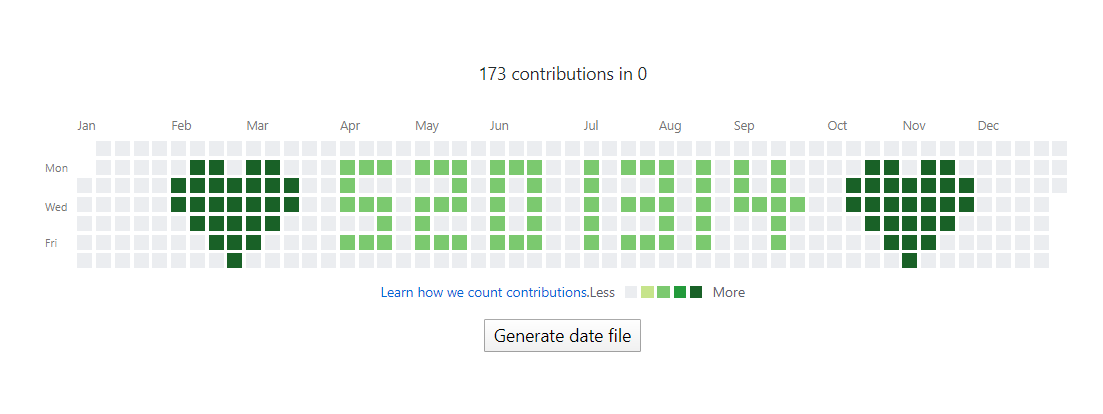 173 contributions in 0
Jan Feb Mar Apr May Jun Jul Aug Sep Oct Nov Dec
Mon
Wed
Fri
5201314
Learn how we count contributions.Less More
Generate date file